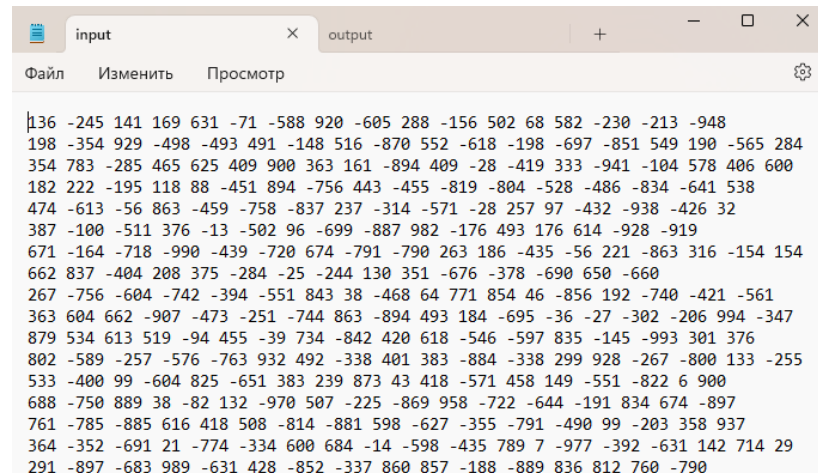 input × output + − □ ×
Файл Изменить Просмотр
136 -245 141 169 631 -71 -588 920 -605 288 -156 502 68 582 -230 -213 -948
198 -354 929 -498 -493 491 -148 516 -870 552 -618 -198 -697 -851 549 190 -565 284
354 783 -285 465 625 409 900 363 161 -894 409 -28 -419 333 -941 -104 578 406 600
182 222 -195 118 88 -451 894 -756 443 -455 -819 -804 -528 -486 -834 -641 538
474 -613 -56 863 -459 -758 -837 237 -314 -571 -28 257 97 -432 -938 -426 32
387 -100 -511 376 -13 -502 96 -699 -887 982 -176 493 176 614 -928 -919
671 -164 -718 -990 -439 -720 674 -791 -790 263 186 -435 -56 221 -863 316 -154 154
662 837 -404 208 375 -284 -25 -244 130 351 -676 -378 -690 650 -660
267 -756 -604 -742 -394 -551 843 38 -468 64 771 854 46 -856 192 -740 -421 -561
363 604 662 -907 -473 -251 -744 863 -894 493 184 -695 -36 -27 -302 -206 994 -347
879 534 613 519 -94 455 -39 734 -842 420 618 -546 -597 835 -145 -993 301 376
802 -589 -257 -576 -763 932 492 -338 401 383 -884 -338 299 928 -267 -800 133 -255
533 -400 99 -604 825 -651 383 239 873 43 418 -571 458 149 -551 -822 6 900
688 -750 889 38 -82 132 -970 507 -225 -869 958 -722 -644 -191 834 674 -897
761 -785 -885 616 418 508 -814 -881 598 -627 -355 -791 -490 99 -203 358 937
364 -352 -691 21 -774 -334 600 684 -14 -598 -435 789 7 -977 -392 -631 142 714 29
291 -897 -683 989 -631 428 -852 -337 860 857 -188 -889 836 812 760 -790